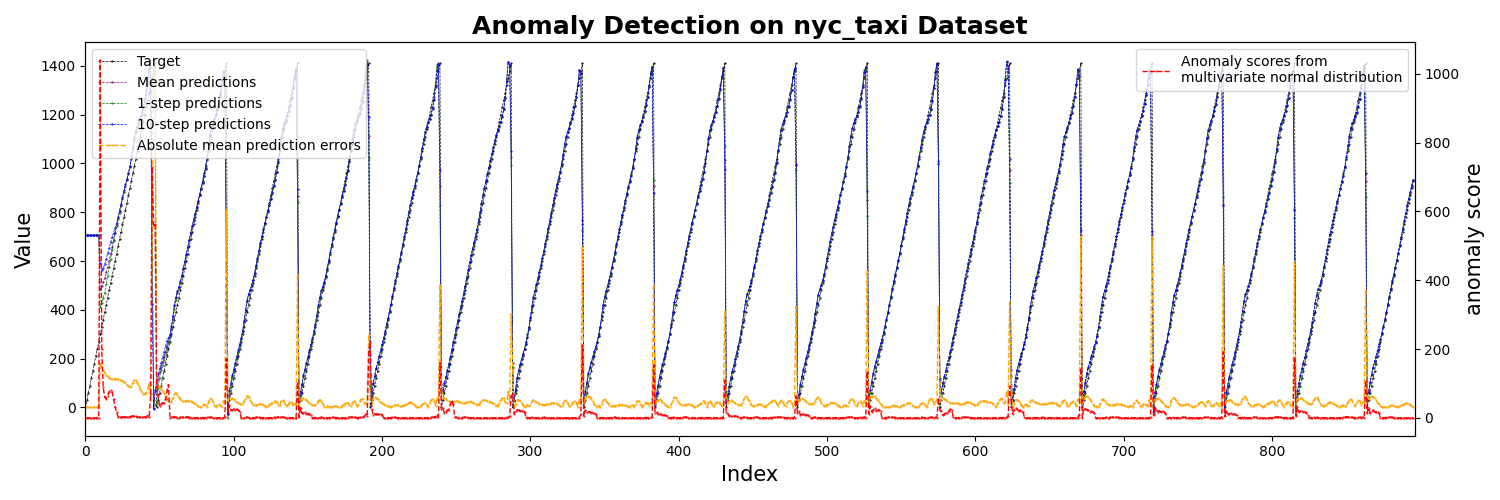 Anomaly Detection on nyc_taxi Dataset
Target
Mean predictions
1-step predictions
10-step predictions
Absolute mean prediction errors
Anomaly scores from
multivariate normal distribution
Value
1400
1200
1000
800
600
400
200
0
anomaly score
1000
800
600
400
200
0
0 100 200 300 400 500 600 700 800
Index